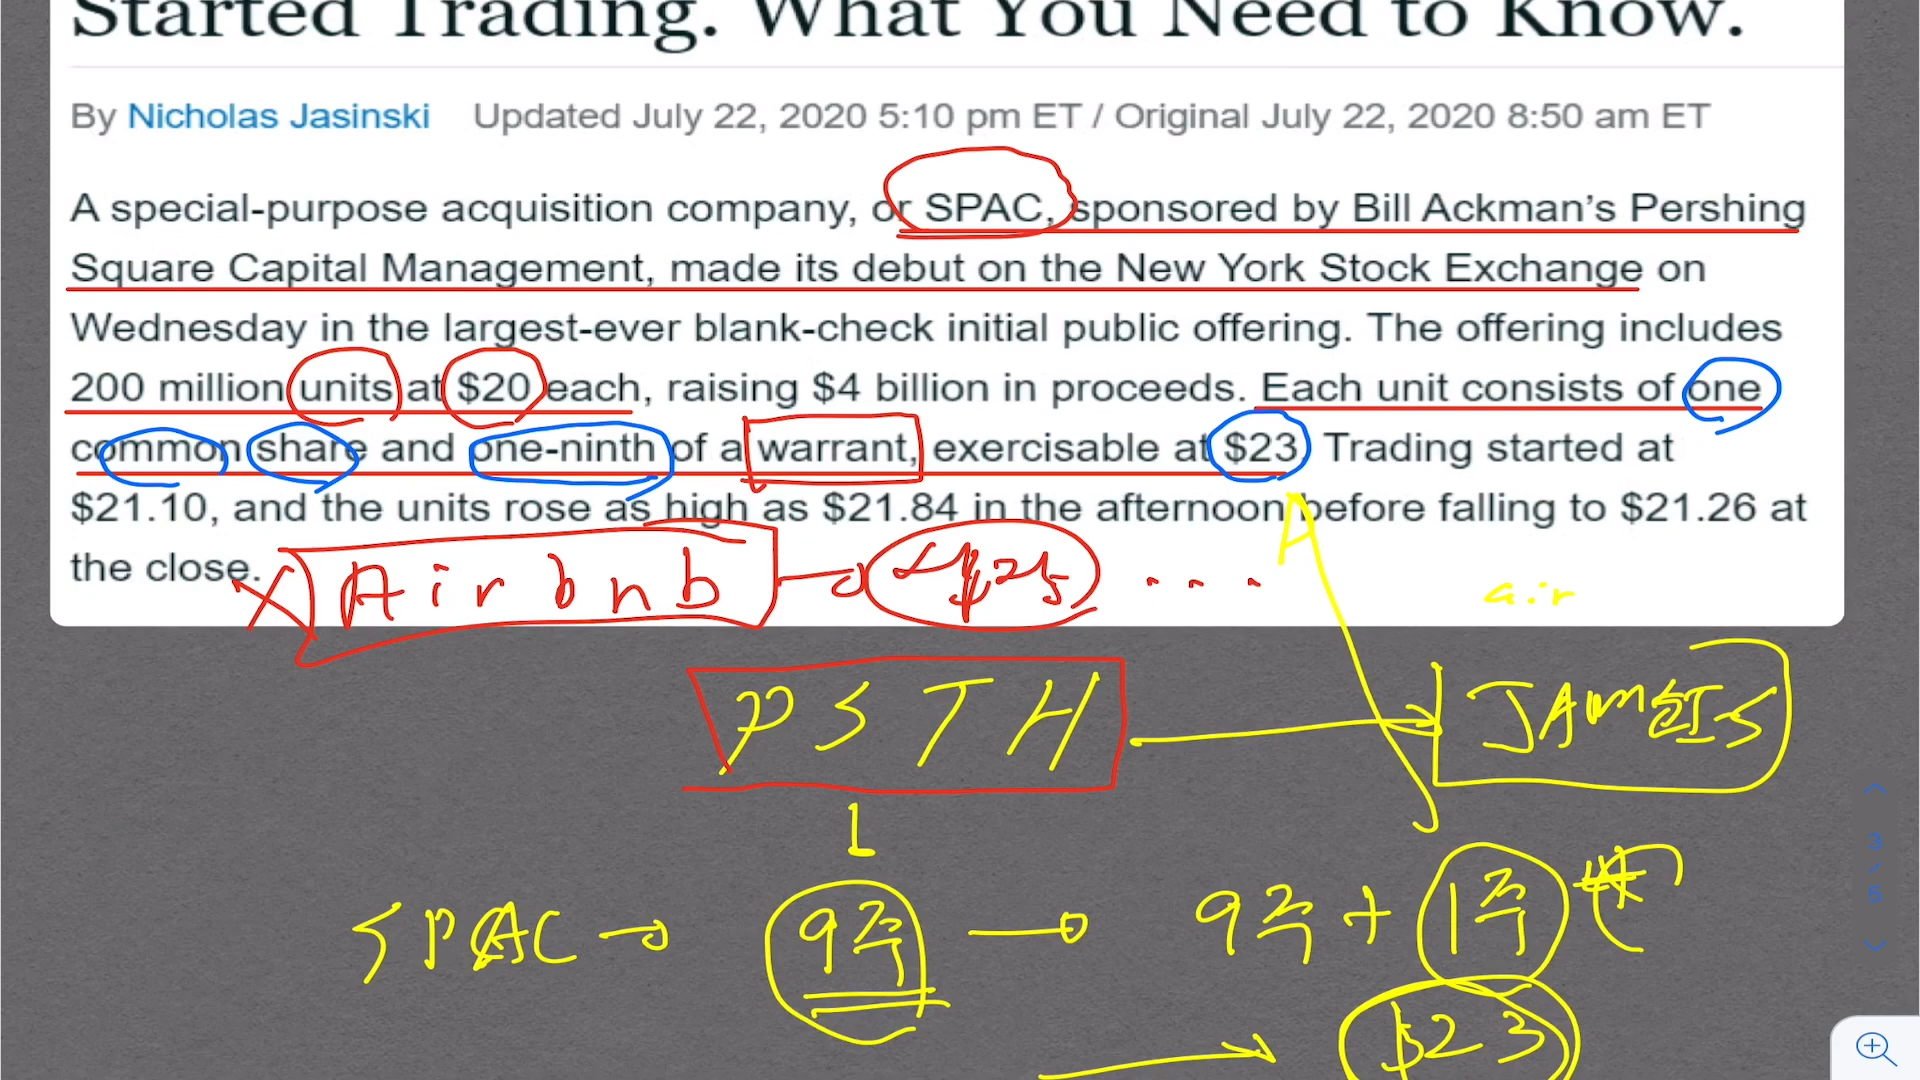 Started Trading. What You Need to Know.
By Nicholas Jasinski Updated July 22, 2020 5:10 pm ET / Original July 22, 2020 8:50 am ET
A special-purpose acquisition company, or SPAC, sponsored by Bill Ackman’s Pershing
Square Capital Management, made its debut on the New York Stock Exchange on
Wednesday in the largest-ever blank-check initial public offering. The offering includes
200 million units at $20 each, raising $4 billion in proceeds. Each unit consists of one
common share and one-ninth of a warrant, exercisable at $23. Trading started at
$21.10, and the units rose as high as $21.84 in the afternoon before falling to $21.26 at
the close.
Airbnb
air
PSTH
SPAC → 9주 → 9주 + 1주
$23
3 / 5